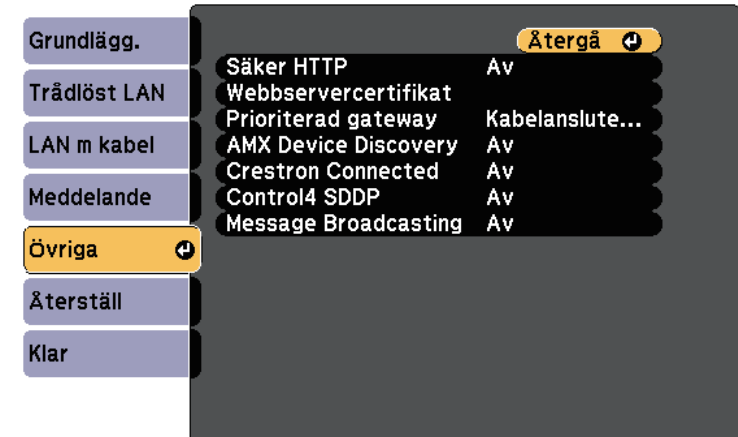 Grundlägg.
Trådlöst LAN
LAN m kabel
Meddelande
Övriga
Återställ
Klar
Återgå
Säker HTTP Av
Webbservercertifikat
Prioriterad gateway Kabelanslute...
AMX Device Discovery Av
Crestron Connected Av
Control4 SDDP Av
Message Broadcasting Av